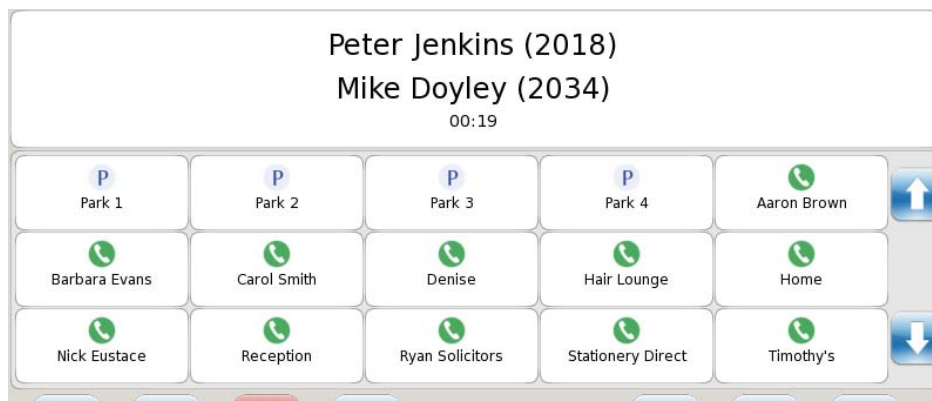 Peter Jenkins (2018)
Mike Doyley (2034)
00:19
P P P P
Park 1 Park 2 Park 3 Park 4 Aaron Brown
Barbara Evans Carol Smith Denise Hair Lounge Home
Nick Eustace Reception Ryan Solicitors Stationery Direct Timothy's